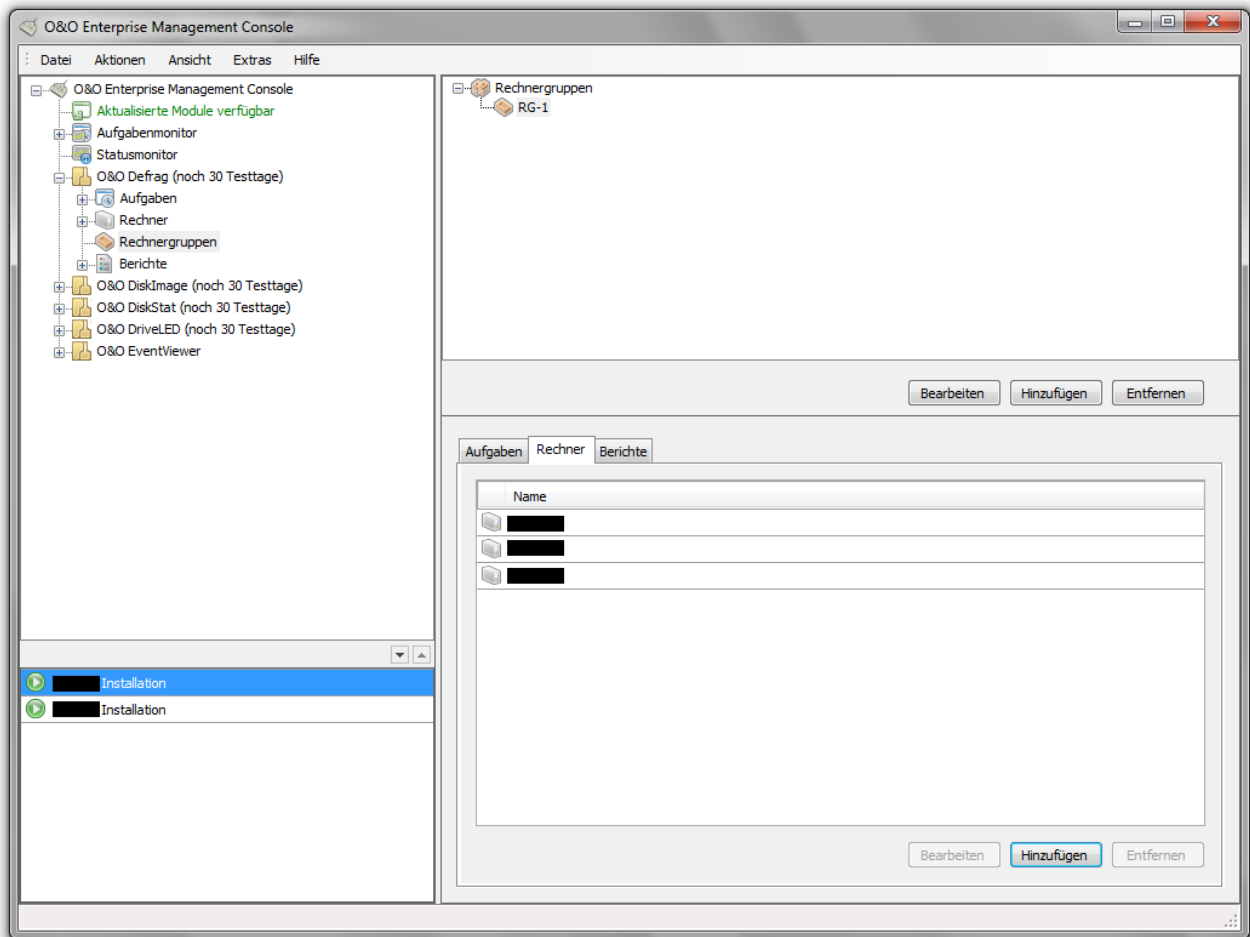 O&O Enterprise Management Console
Datei Aktionen Ansicht Extras Hilfe
O&O Enterprise Management Console
Aktualisierte Module verfügbar
Aufgabenmonitor
Statusmonitor
O&O Defrag (noch 30 Testtage)
Aufgaben
Rechner
Rechnergruppen
Berichte
O&O DiskImage (noch 30 Testtage)
O&O DiskStat (noch 30 Testtage)
O&O DriveLED (noch 30 Testtage)
O&O EventViewer
Installation
Installation
Rechnergruppen
RG-1
Bearbeiten Hinzufügen Entfernen
Aufgaben Rechner Berichte
Name
Bearbeiten Hinzufügen Entfernen